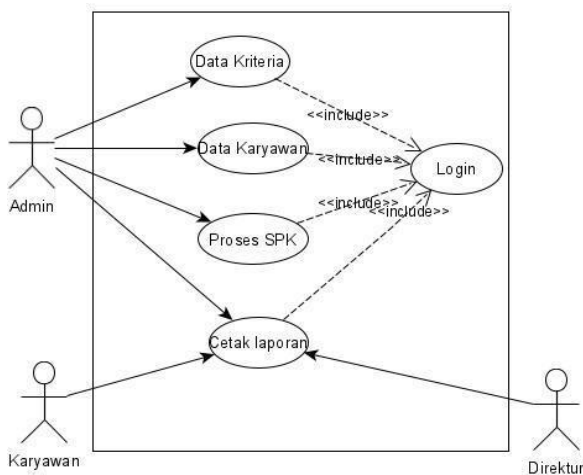 Data Kriteria
<<include>>
Data Karyawan
<<include>>
Login
Admin
<<include>>
<<include>>
Proses SPK
Cetak laporan
Karyawan
Direktur